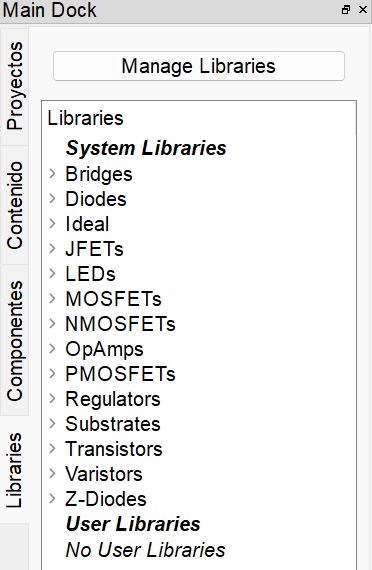 Main Dock
Manage Libraries
Proyectos
Contenido
Componentes
Libraries
Libraries
System Libraries
Bridges
Diodes
Ideal
JFETs
LEDs
MOSFETs
NMOSFETs
OpAmps
PMOSFETs
Regulators
Substrates
Transistors
Varistors
Z-Diodes
User Libraries
No User Libraries